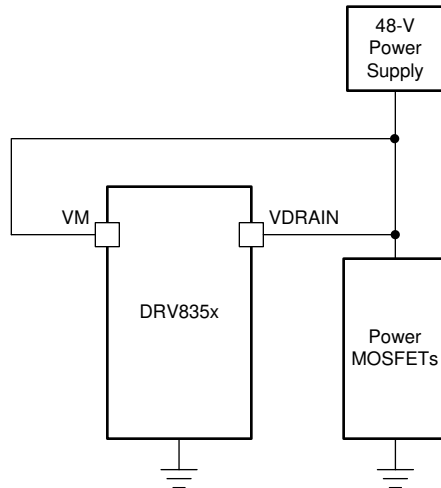 48-V
Power
Supply
VM
VDRAIN
DRV835x
Power
MOSFETs